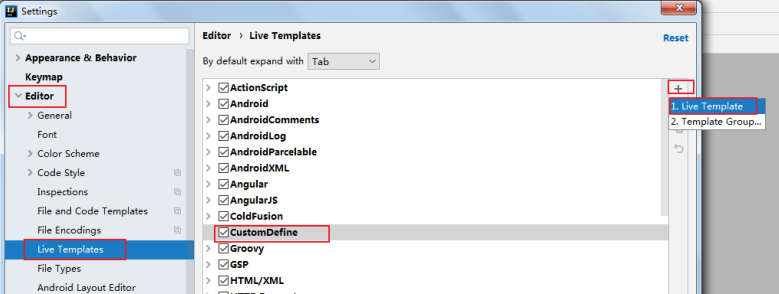 Settings
Editor › Live Templates
Reset
By default expand with Tab
Appearance & Behavior
Keymap
Editor
General
Font
Color Scheme
Code Style
Inspections
File and Code Templates
File Encodings
Live Templates
File Types
Android Layout Editor
ActionScript
Android
AndroidComments
AndroidLog
AndroidParcelable
AndroidXML
Angular
AngularJS
ColdFusion
CustomDefine
Groovy
GSP
HTML/XML
1. Live Template
2. Template Group...